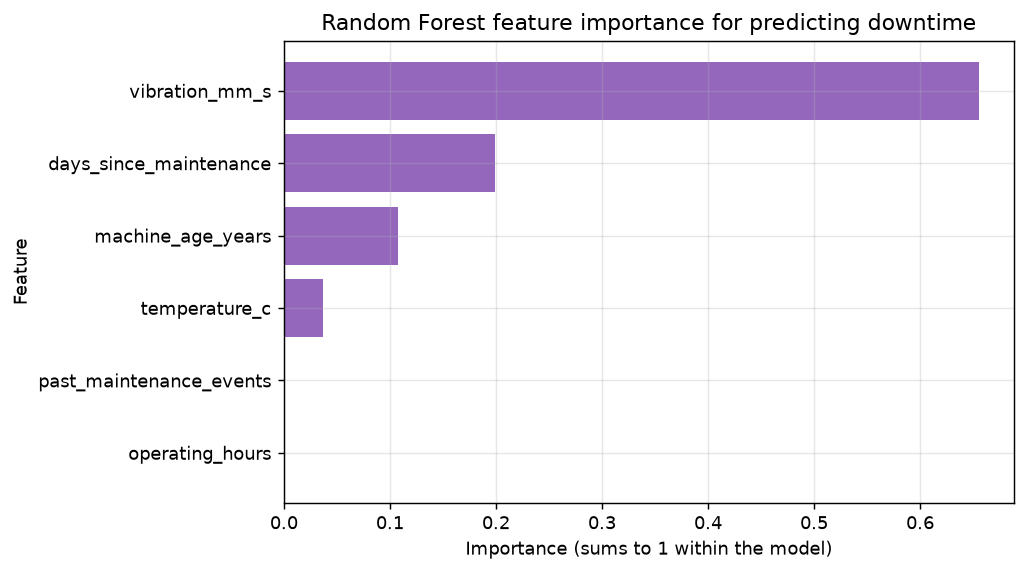 Random Forest feature importance for predicting downtime
Feature
vibration_mm_s
days_since_maintenance
machine_age_years
temperature_c
past_maintenance_events
operating_hours
0.0 0.1 0.2 0.3 0.4 0.5 0.6
Importance (sums to 1 within the model)